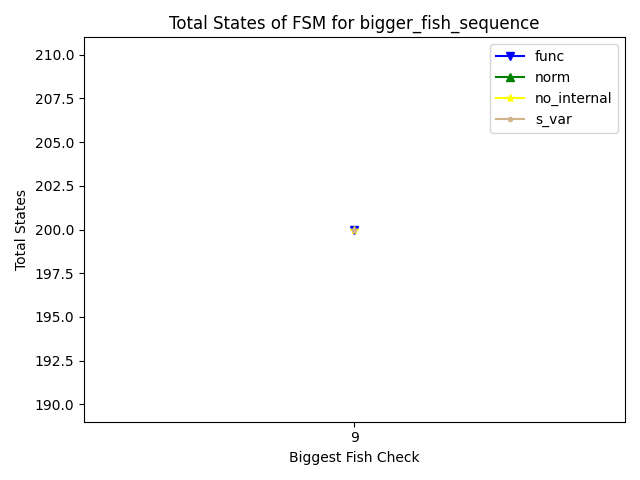 Total States of FSM for bigger_fish_sequence
func
norm
no_internal
s_var
210.0
207.5
205.0
202.5
200.0
197.5
195.0
192.5
190.0
Total States
9
Biggest Fish Check